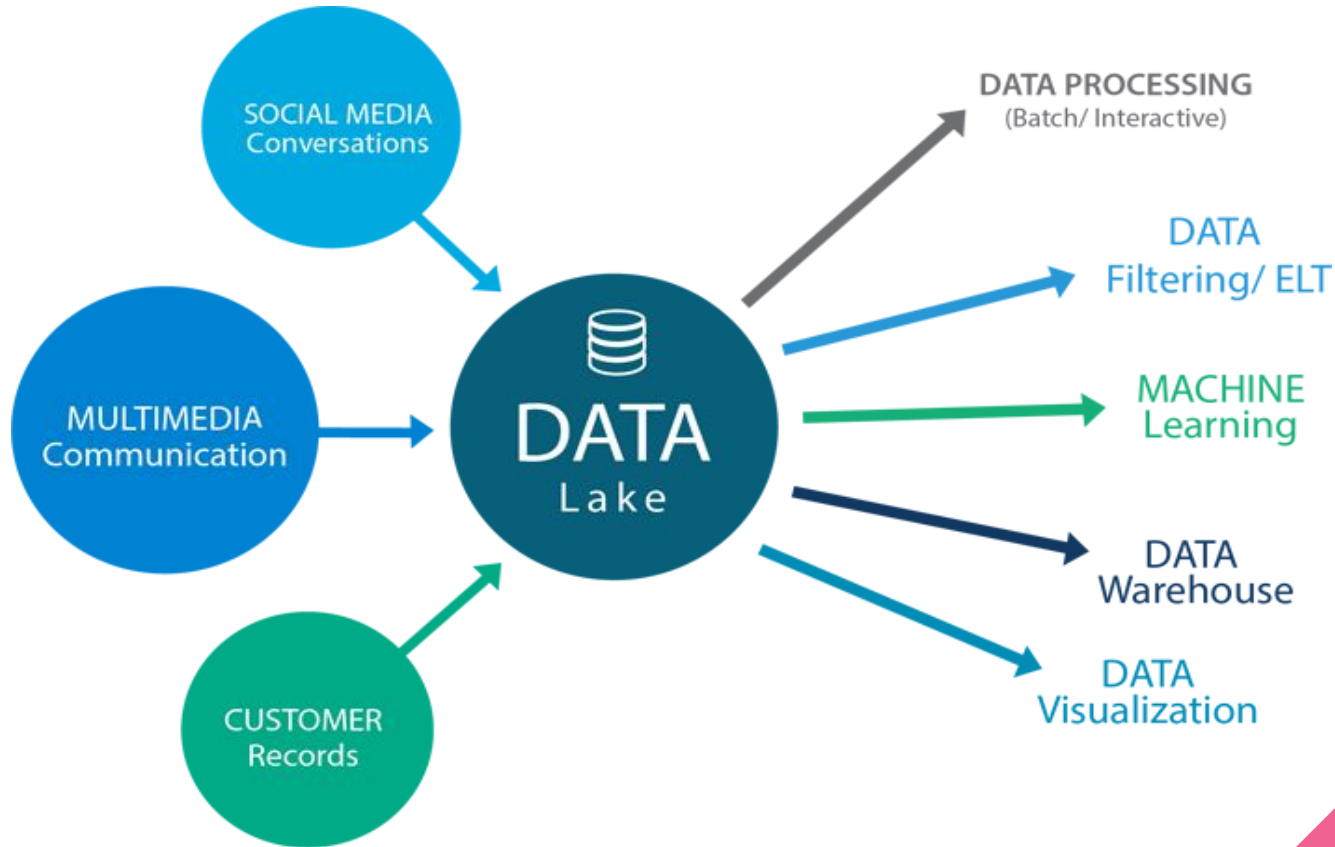 SOCIAL MEDIA
Conversations
MULTIMEDIA
Communication
CUSTOMER
Records
DATA
Lake
DATA PROCESSING
(Batch/ Interactive)
DATA
Filtering/ ELT
MACHINE
Learning
DATA
Warehouse
DATA
Visualization